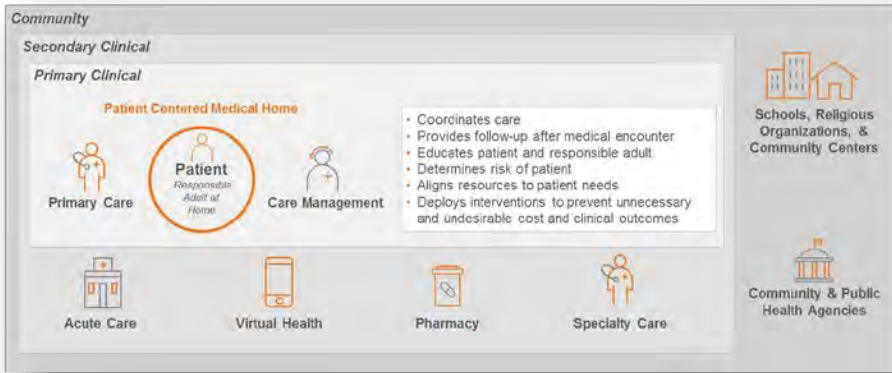 Community
Secondary Clinical
Primary Clinical
Patient Centered Medical Home
Primary Care
Patient
Responsible
Adult at
Home
Care Management
• Coordinates care
• Provides follow-up after medical encounter
• Educates patient and responsible adult
• Determines risk of patient
• Aligns resources to patient needs
• Deploys interventions to prevent unnecessary
and undesirable cost and clinical outcomes
Acute Care
Virtual Health
Pharmacy
Specialty Care
Schools, Religious
Organizations, &
Community Centers
Community & Public
Health Agencies